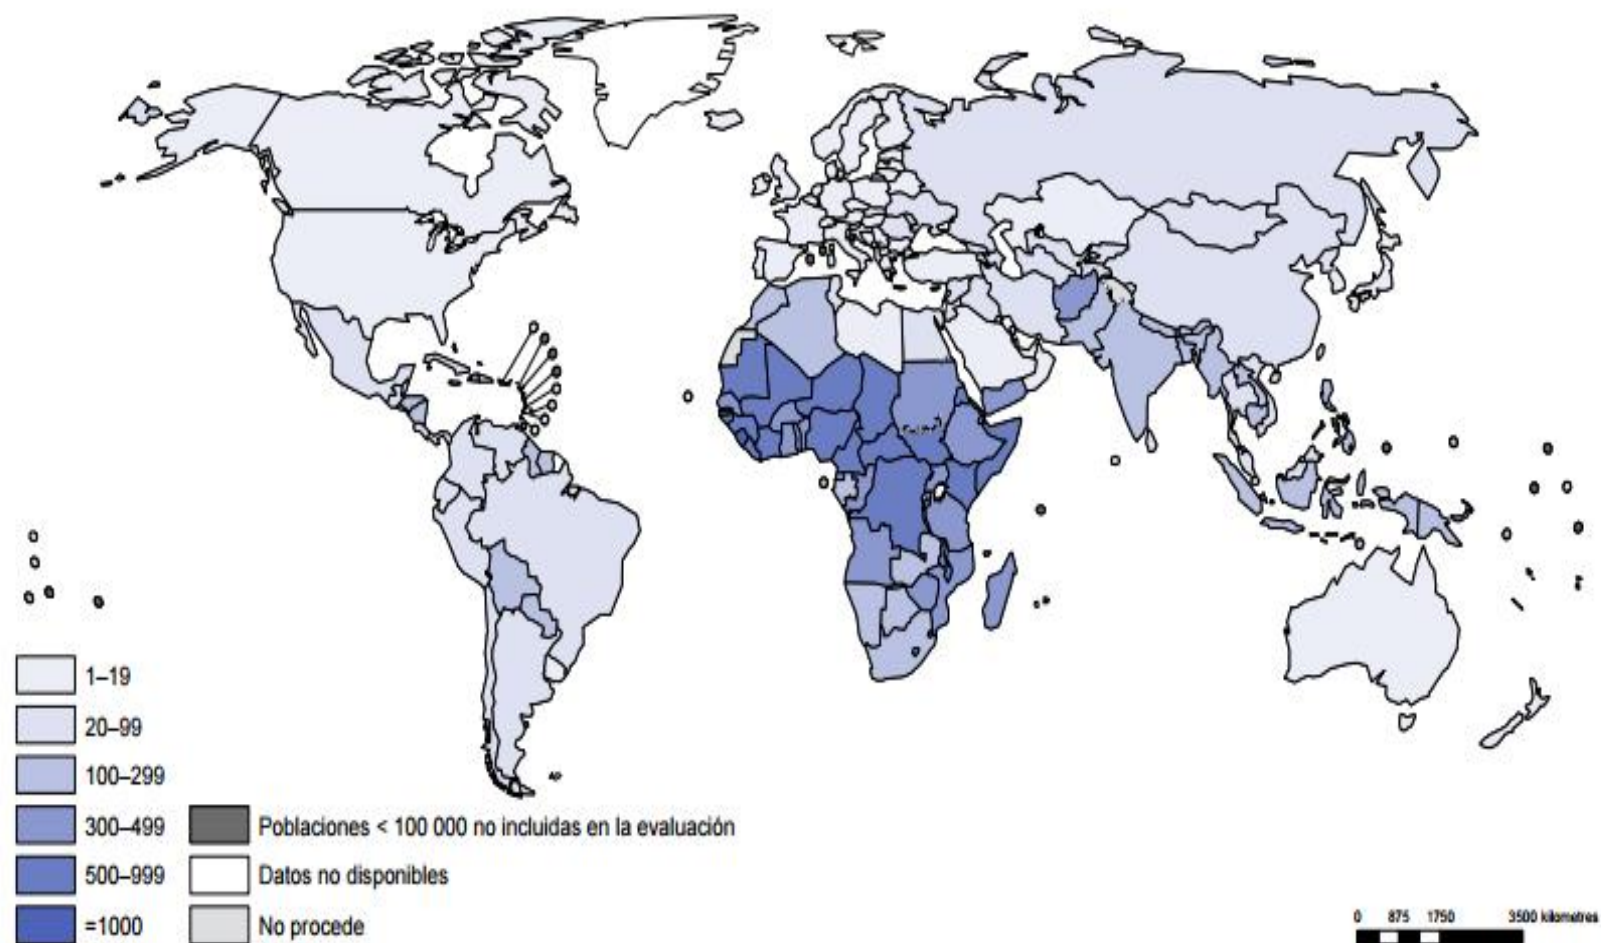 1–19
20–99
100–299
300–499
Poblaciones < 100 000 no incluidas en la evaluación
500–999
Datos no disponibles
=1000
No procede
0 875 1750 3500 kilometres